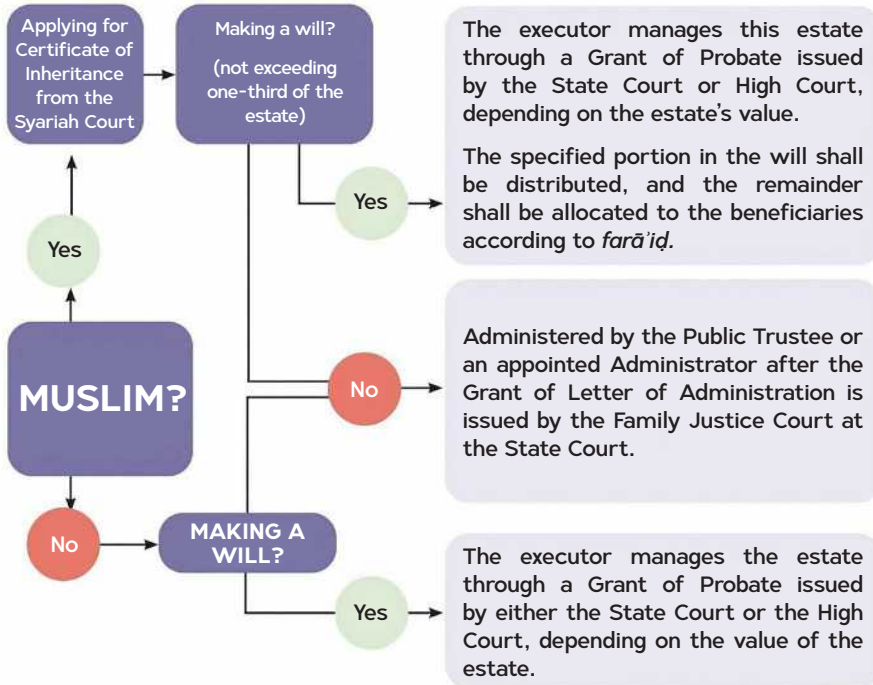 Applying for
Certificate of
Inheritance
from the
Syariah Court
Making a will?
(not exceeding
one-third of the
estate)
The executor manages this estate
through a Grant of Probate issued
by the State Court or High Court,
depending on the estate's value.
The specified portion in the will shall
be distributed, and the remainder
shall be allocated to the beneficiaries
according to farāʾiḍ.
Yes
Yes
MUSLIM?
No
Administered by the Public Trustee or
an appointed Administrator after the
Grant of Letter of Administration is
issued by the Family Justice Court at
the State Court.
No
MAKING A
WILL?
Yes
The executor manages the estate
through a Grant of Probate issued
by either the State Court or the High
Court, depending on the value of the
estate.